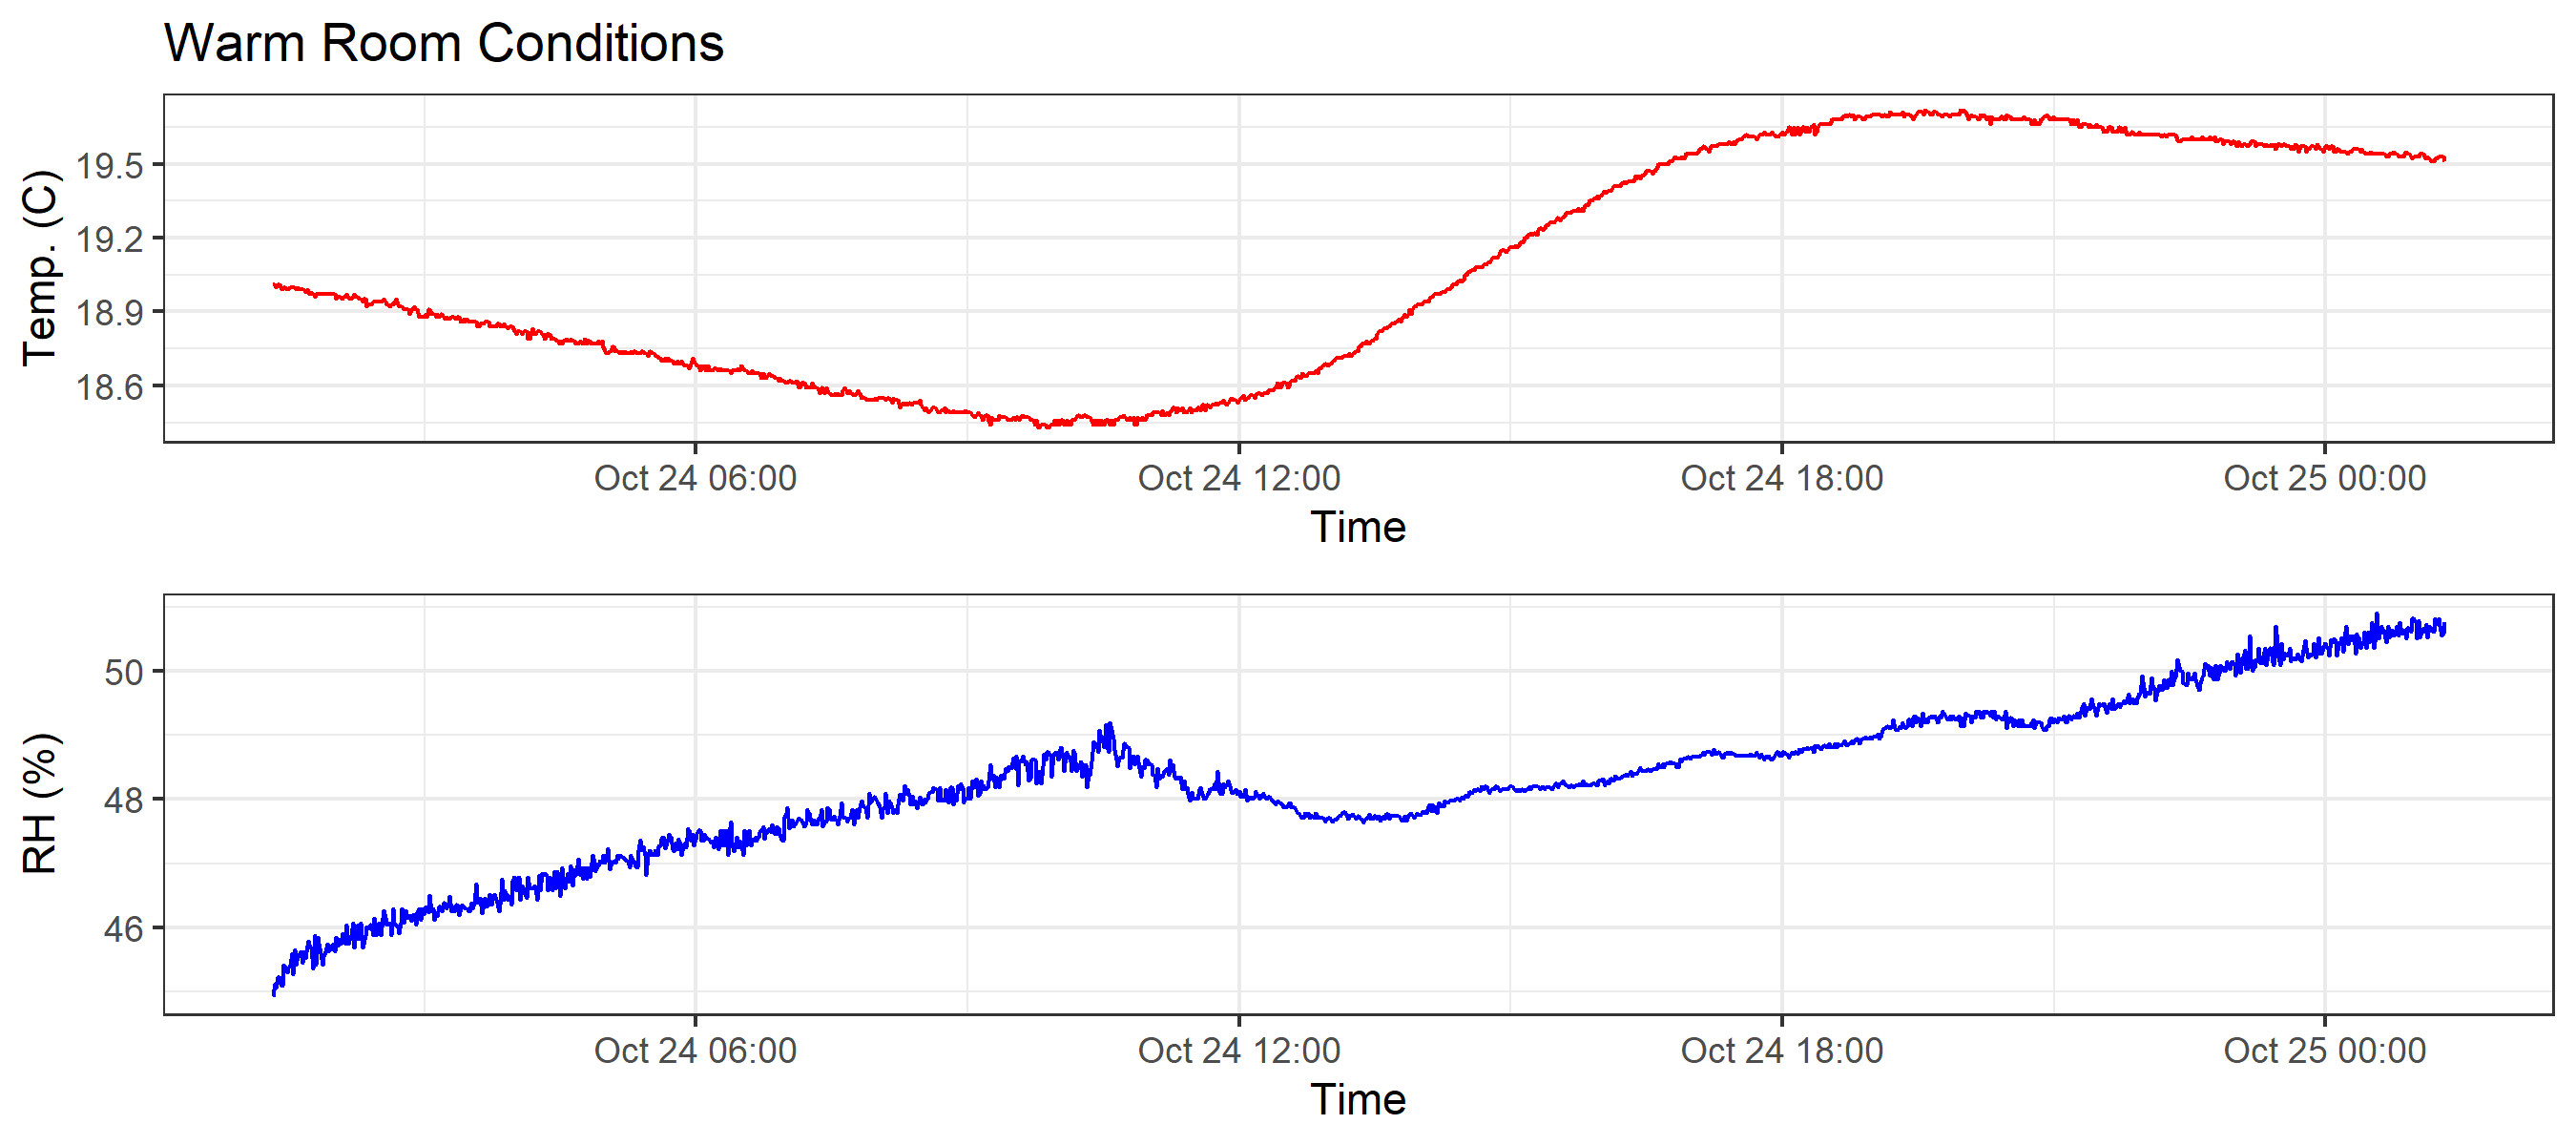 Warm Room Conditions
Temp. (C)
19.5
19.2
18.9
18.6
Oct 24 06:00 Oct 24 12:00 Oct 24 18:00 Oct 25 00:00
Time
RH (%)
50
48
46
Oct 24 06:00 Oct 24 12:00 Oct 24 18:00 Oct 25 00:00
Time